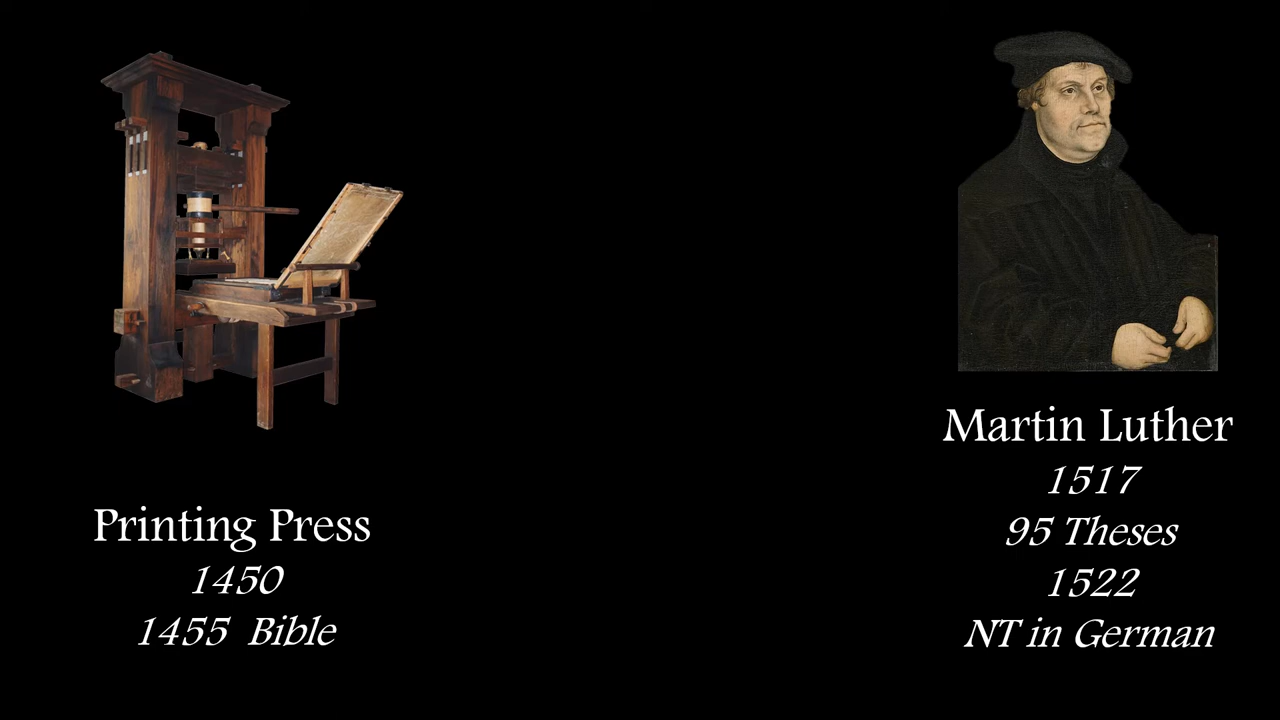 Printing Press
1450
1455 Bible
Martin Luther
1517
95 Theses
1522
NT in German